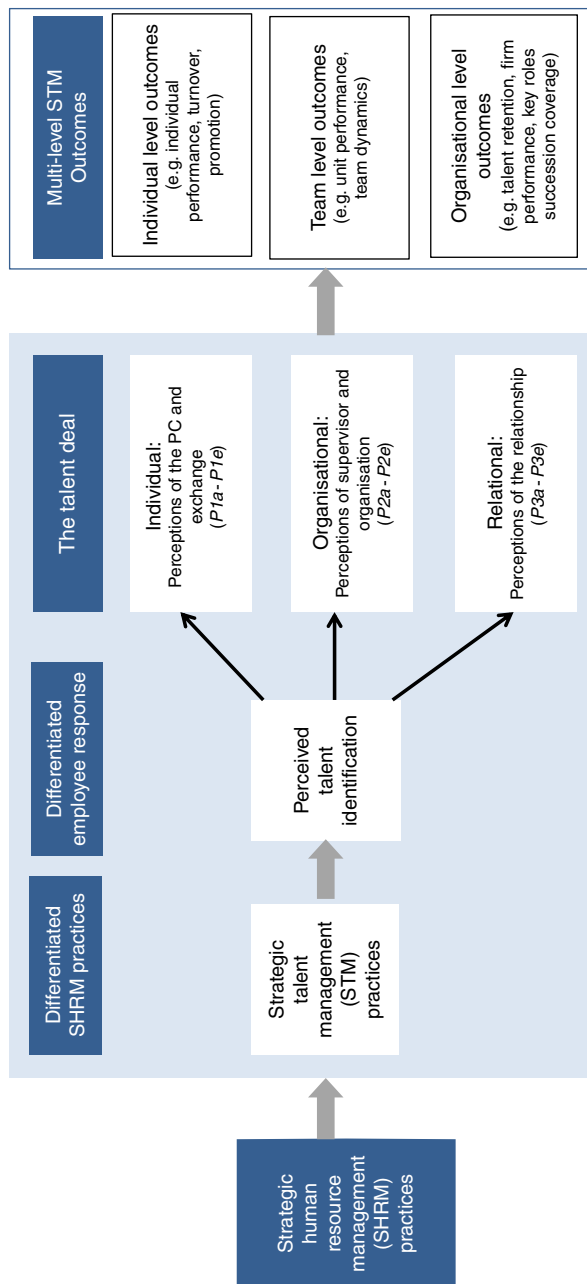 Strategic
human
resource
management
(SHRM)
practices
Differentiated
SHRM practices
Strategic
talent
management
(STM)
practices
Differentiated
employee response
Perceived
talent
identification
The talent deal
Individual:
Perceptions of the PC and
exchange
(P1a - P1e)
Organisational:
Perceptions of supervisor and
organisation
(P2a - P2e)
Relational:
Perceptions of the relationship
(P3a - P3e)
Multi-level STM
Outcomes
Individual level outcomes
(e.g. individual
performance, turnover,
promotion)
Team level outcomes
(e.g. unit performance,
team dynamics)
Organisational level
outcomes
(e.g. talent retention, firm
performance, key roles
succession coverage)